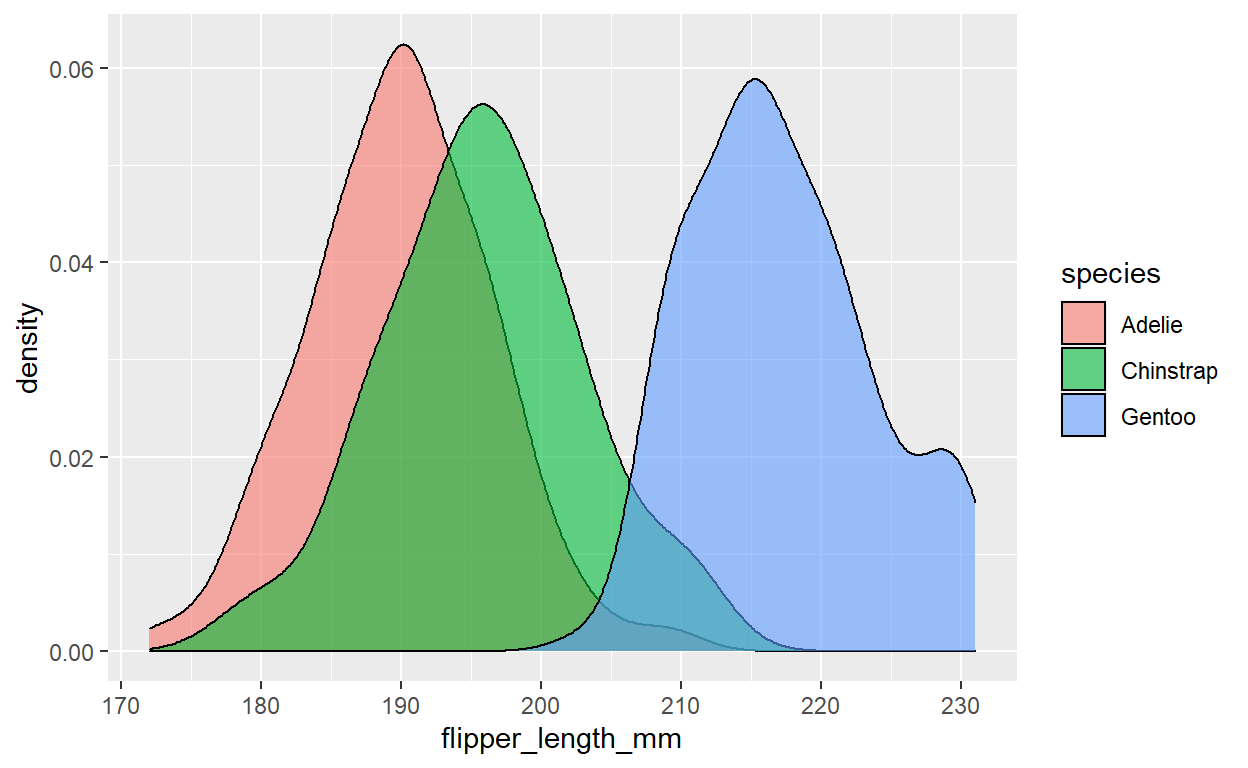 0.06
0.04
0.02
0.00
density
170 180 190 200 210 220 230
flipper_length_mm
species
Adelie
Chinstrap
Gentoo